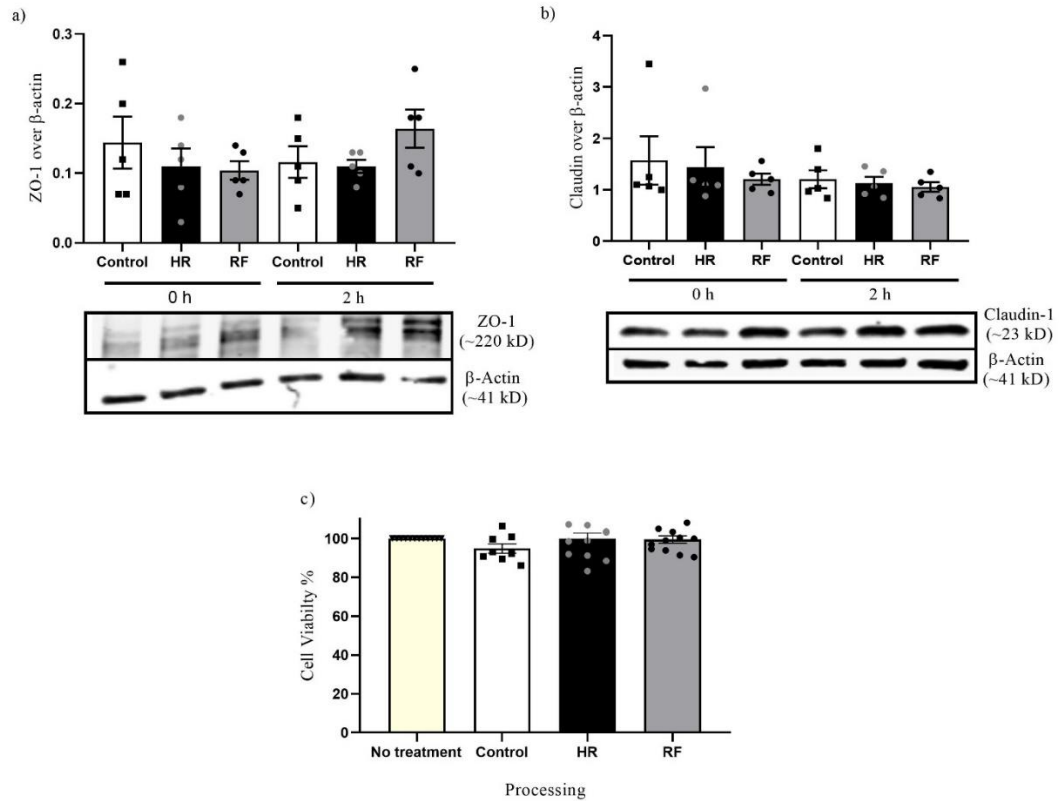 a)
ZO-1 over β-actin
0.3
0.2
0.1
0.0
Control HR RF Control HR RF
0 h 2 h
ZO-1
(~220 kD)
β-Actin
(~41 kD)
b)
Claudin over β-actin
4
3
2
1
0
Control HR RF Control HR RF
0 h 2 h
Claudin-1
(~23 kD)
β-Actin
(~41 kD)
c)
Cell Viabilty %
100
80
60
40
20
0
No treatment Control HR RF
Processing